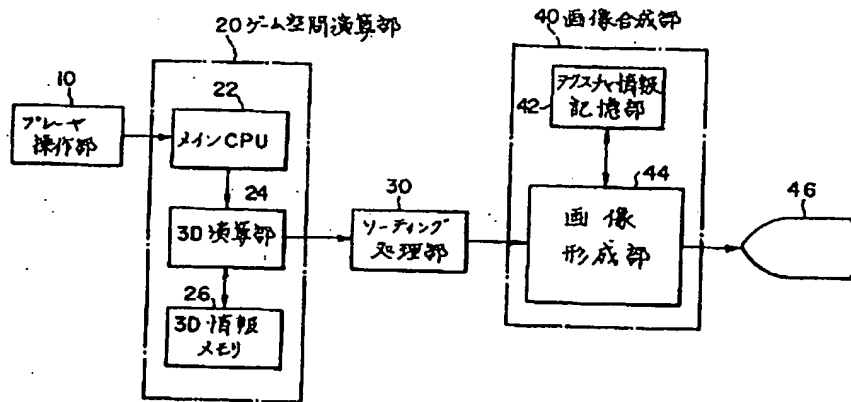 20ゲーム空間演算部
40画像合成部
10
プレーヤ
操作部
22
メインCPU
24
3D演算部
26
3D情報
メモリ
30
ソーティング
処理部
42
テクスチャ情報
記憶部
44
画像
形成部
46